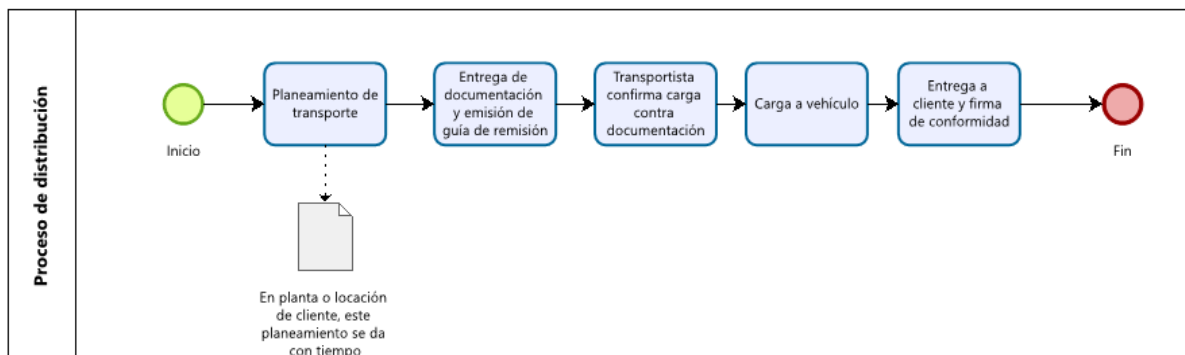 Proceso de distribución
Inicio
Planeamiento de
transporte
Entrega de
documentación
y emisión de
guía de remisión
Transportista
confirma carga
contra
documentación
Carga a vehículo
Entrega a
cliente y firma
de conformidad
Fin
En planta o locación
de cliente, este
planeamiento se da
con tiempo